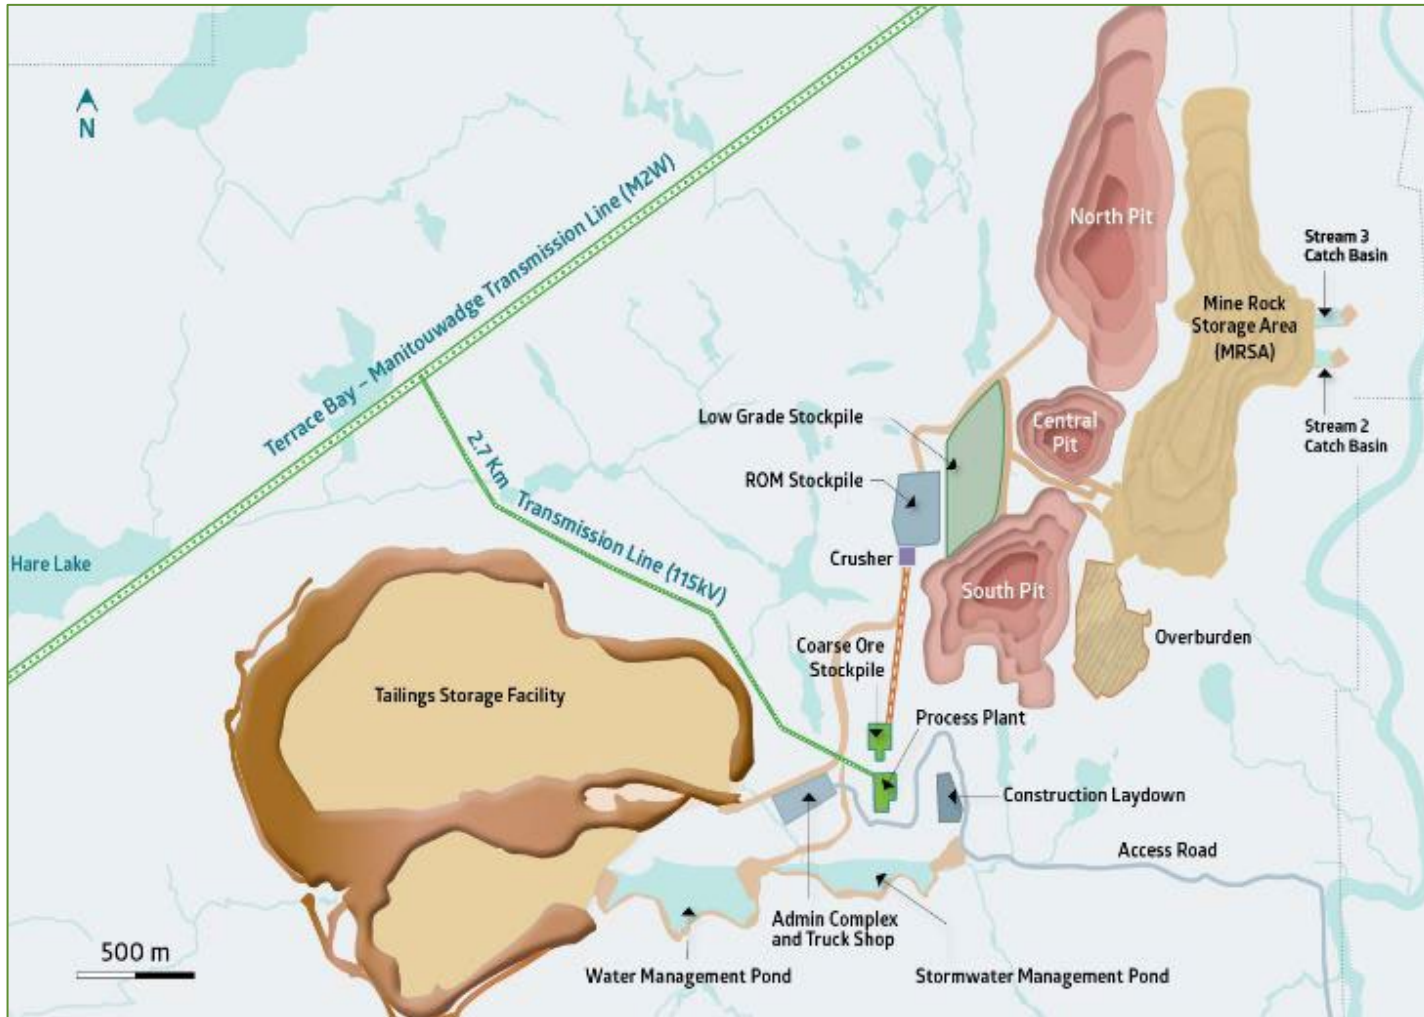 N
Terrace Bay – Manitouwadge Transmission Line (M2W)
North Pit
Stream 3
Catch Basin
Mine Rock
Storage Area
(MRSA)
Low Grade Stockpile
Central
Pit
Stream 2
Catch Basin
2.7 Km Transmission Line (115kV)
ROM Stockpile
Hare Lake
Crusher
South Pit
Overburden
Coarse Ore
Stockpile
Tailings Storage Facility
Process Plant
Construction Laydown
Access Road
Admin Complex
and Truck Shop
500 m
Water Management Pond
Stormwater Management Pond